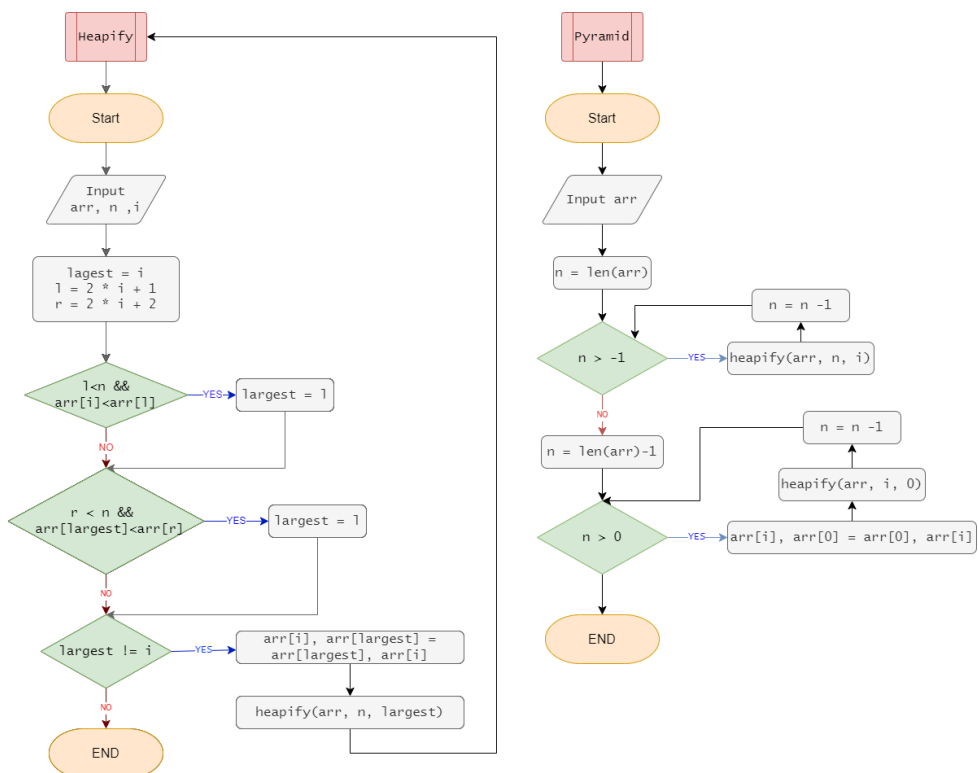 Heapify
Start
Input
arr, n ,i
lagest = i
l = 2 * i + 1
r = 2 * i + 2
l<n &&
arr[i]<arr[l]
YES
largest = l
NO
r < n &&
arr[largest]<arr[r]
YES
largest = l
NO
largest != i
YES
arr[i], arr[largest] =
arr[largest], arr[i]
heapify(arr, n, largest)
NO
END
Pyramid
Start
Input arr
n = len(arr)
n > -1
YES
heapify(arr, n, i)
n = n -1
NO
n = len(arr)-1
n > 0
YES
arr[i], arr[0] = arr[0], arr[i]
heapify(arr, i, 0)
n = n -1
END